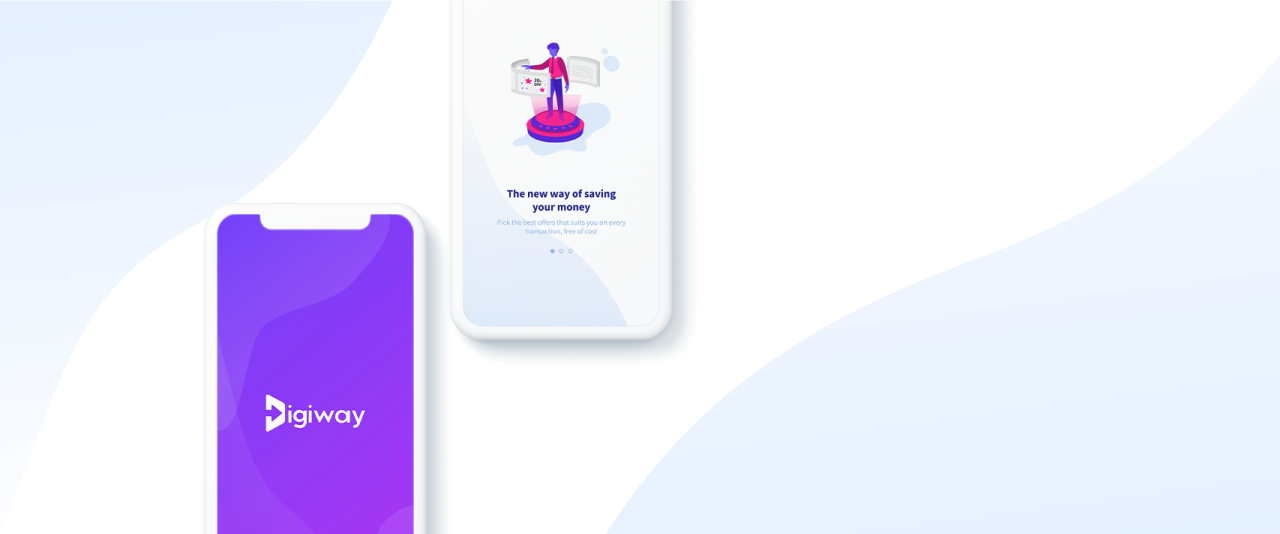 20%
OFF
The new way of saving
your money
Pick the best offers that suits you on every
transaction, free of cost
Digiway